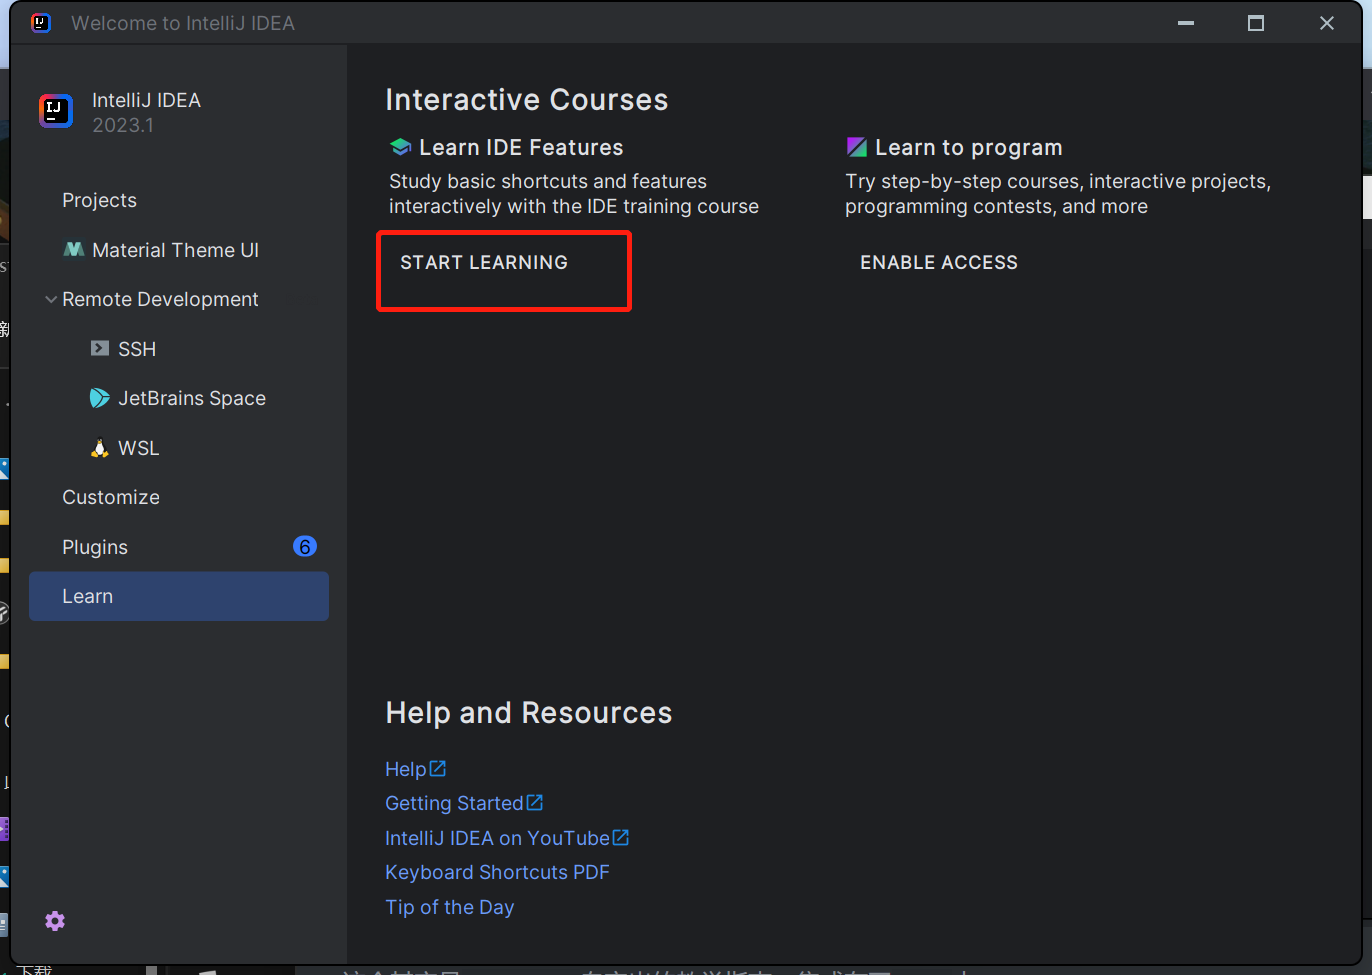 Welcome to IntelliJ IDEA
IntelliJ IDEA
2023.1
Projects
Material Theme UI
Remote Development
SSH
JetBrains Space
WSL
Customize
Plugins
6
Learn
Interactive Courses
Learn IDE Features
Study basic shortcuts and features
interactively with the IDE training course
START LEARNING
Learn to program
Try step-by-step courses, interactive projects,
programming contests, and more
ENABLE ACCESS
Help and Resources
Help
Getting Started
IntelliJ IDEA on YouTube
Keyboard Shortcuts PDF
Tip of the Day
下载